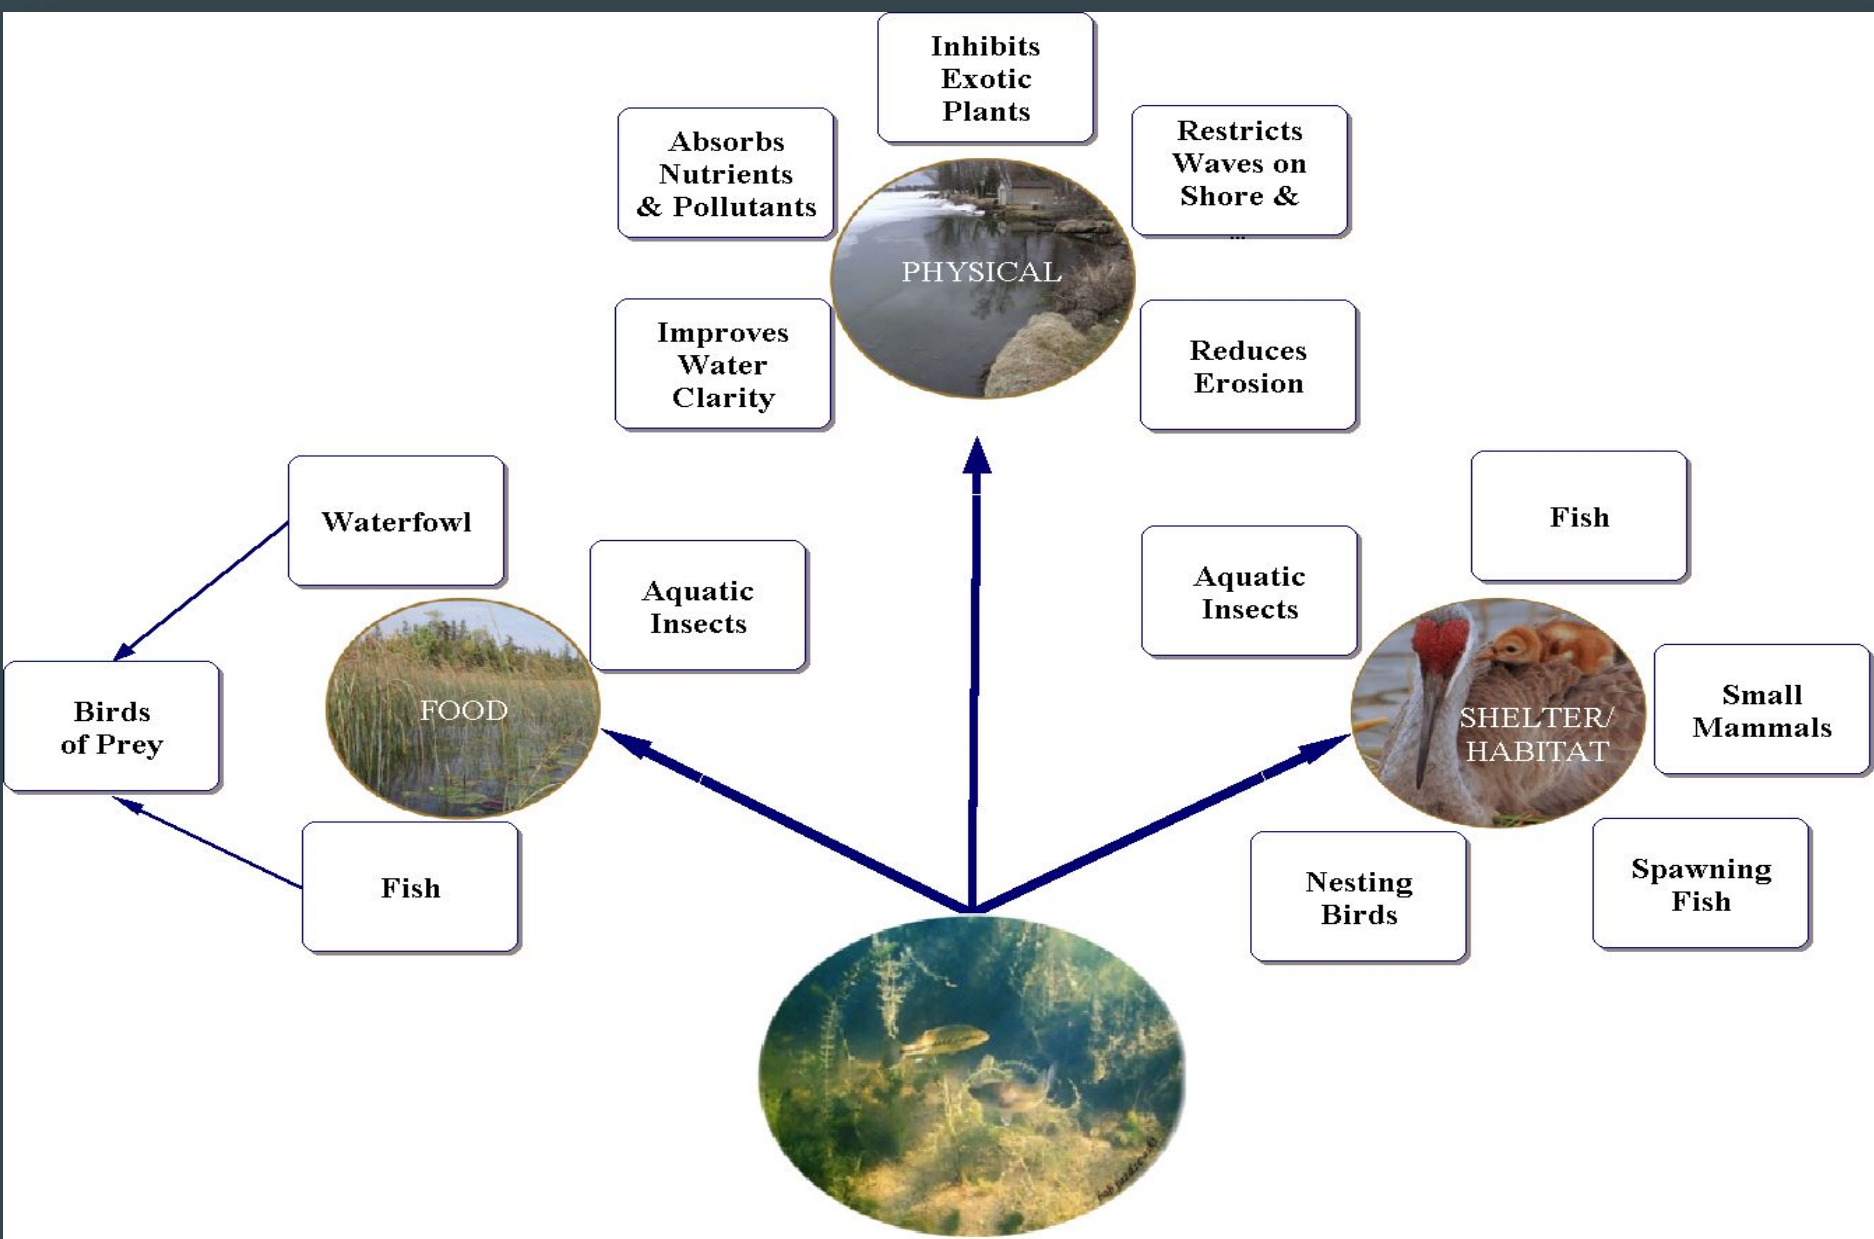 Inhibits
Exotic
Plants
Absorbs
Nutrients
& Pollutants
Restricts
Waves on
Shore &
...
PHYSICAL
Improves
Water
Clarity
Reduces
Erosion
Waterfowl
Aquatic
Insects
Birds
of Prey
FOOD
Fish
Aquatic
Insects
Fish
SHELTER/
HABITAT
Small
Mammals
Nesting
Birds
Spawning
Fish